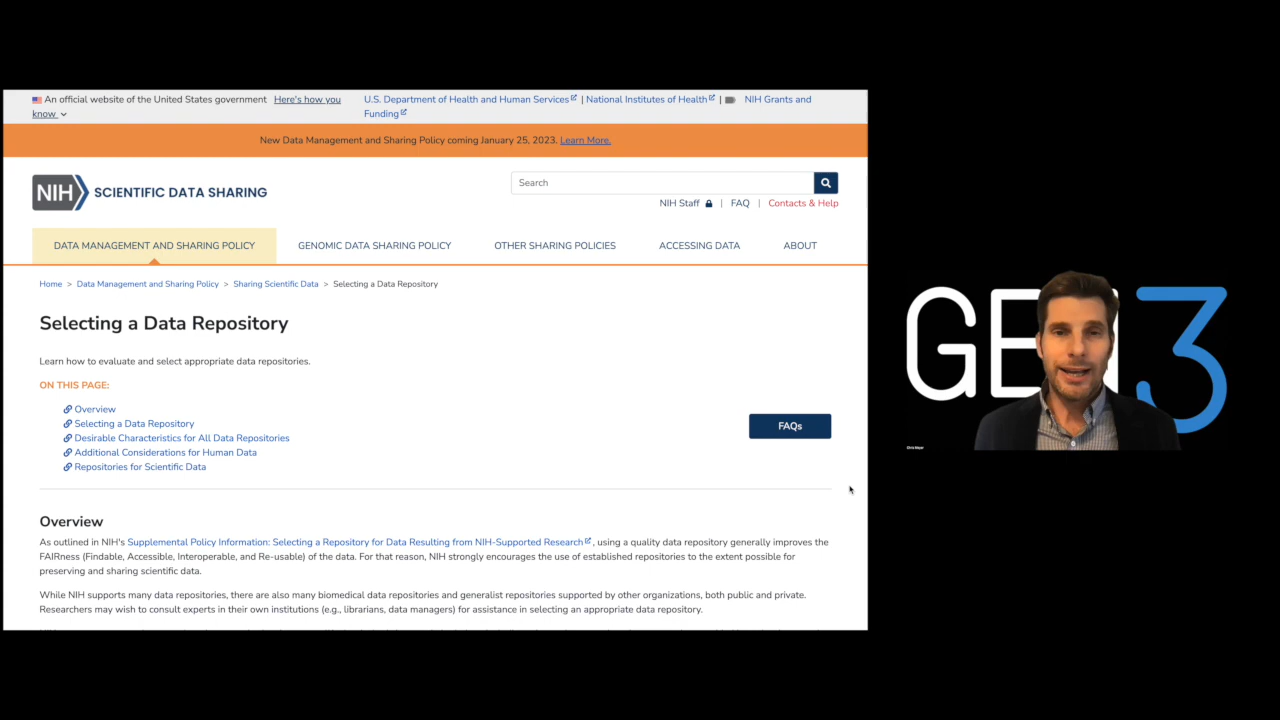 An official website of the United States government Here's how you
know
U.S. Department of Health and Human Services | National Institutes of Health | NIH Grants and
Funding
New Data Management and Sharing Policy coming January 25, 2023. Learn More.
NIH SCIENTIFIC DATA SHARING
Search
NIH Staff | FAQ | Contacts & Help
DATA MANAGEMENT AND SHARING POLICY GENOMIC DATA SHARING POLICY OTHER SHARING POLICIES ACCESSING DATA ABOUT
Home > Data Management and Sharing Policy > Sharing Scientific Data > Selecting a Data Repository
Selecting a Data Repository
Learn how to evaluate and select appropriate data repositories.
ON THIS PAGE:
Overview
Selecting a Data Repository
Desirable Characteristics for All Data Repositories
Additional Considerations for Human Data
Repositories for Scientific Data
FAQs
Overview
As outlined in NIH's Supplemental Policy Information: Selecting a Repository for Data Resulting from NIH-Supported Research, using a quality data repository generally improves the
FAIRness (Findable, Accessible, Interoperable, and Re-usable) of the data. For that reason, NIH strongly encourages the use of established repositories to the extent possible for
preserving and sharing scientific data.
While NIH supports many data repositories, there are also many biomedical data repositories and generalist repositories supported by other organizations, both public and private.
Researchers may wish to consult experts in their own institutions (e.g., librarians, data managers) for assistance in selecting an appropriate data repository.
GEN3
Chris Meyer